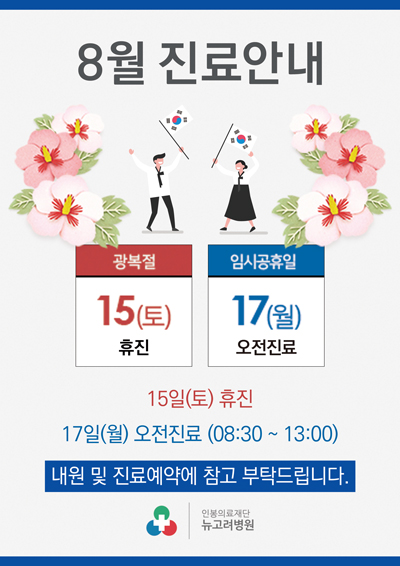 8월 진료안내
광복절
15(토)
휴진
임시공휴일
17(월)
오전진료
15일(토) 휴진
17일(월) 오전진료 (08:30 ~ 13:00)
내원 및 진료예약에 참고 부탁드립니다.
인봉의료재단
뉴고려병원